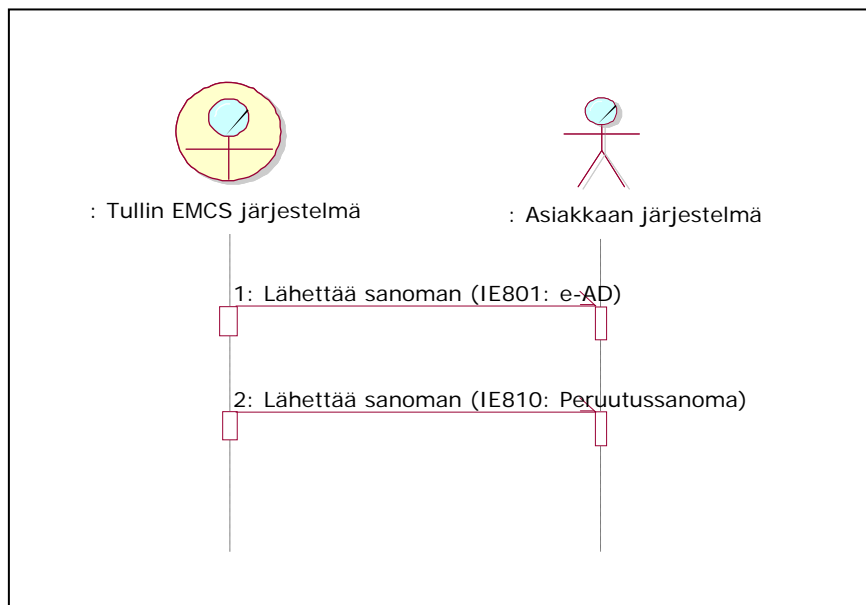 : Tullin EMCS järjestelmä
: Asiakkaan järjestelmä
1: Lähettää sanoman (IE801: e-AD)
2: Lähettää sanoman (IE810: Peruutussanoma)